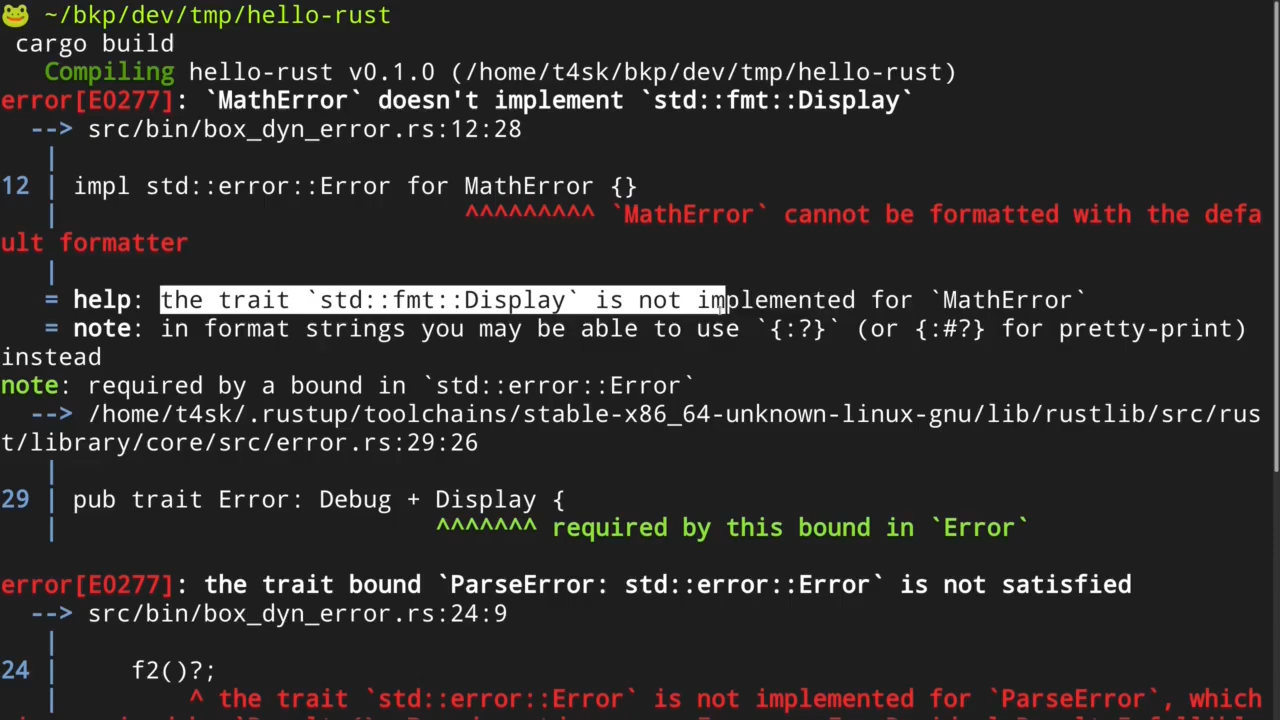 ~/bkp/dev/tmp/hello-rust
cargo build
Compiling hello-rust v0.1.0 (/home/t4sk/bkp/dev/tmp/hello-rust)
error[E0277]: `MathError` doesn't implement `std::fmt::Display`
--> src/bin/box_dyn_error.rs:12:28
|
12 | impl std::error::Error for MathError {}
| ^^^^^^^^^ `MathError` cannot be formatted with the defa
ult formatter
|
= help: the trait `std::fmt::Display` is not implemented for `MathError`
= note: in format strings you may be able to use `{:?}` (or {:#?} for pretty-print)
instead
note: required by a bound in `std::error::Error`
--> /home/t4sk/.rustup/toolchains/stable-x86_64-unknown-linux-gnu/lib/rustlib/src/rus
t/library/core/src/error.rs:29:26
|
29 | pub trait Error: Debug + Display {
| ^^^^^^^ required by this bound in `Error`
error[E0277]: the trait bound `ParseError: std::error::Error` is not satisfied
--> src/bin/box_dyn_error.rs:24:9
|
24 | f2()?;
| ^ the trait `std::error::Error` is not implemented for `ParseError`, which